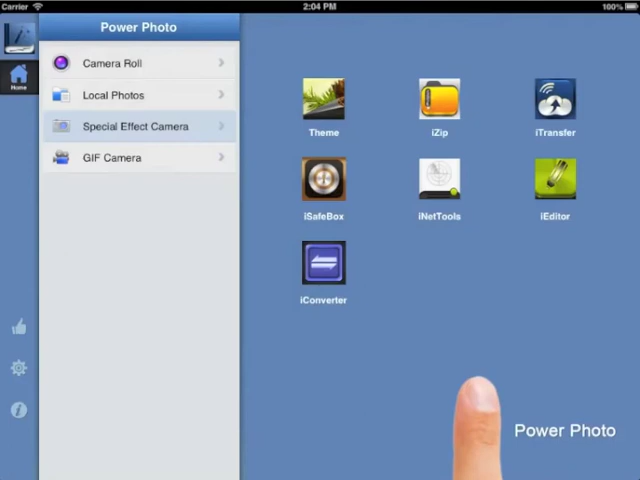 Carrier
2:04 PM
100%
Power Photo
Home
Camera Roll
Local Photos
Special Effect Camera
GIF Camera
Theme
iZip
iTransfer
iSafeBox
iNetTools
iEditor
iConverter
Power Photo